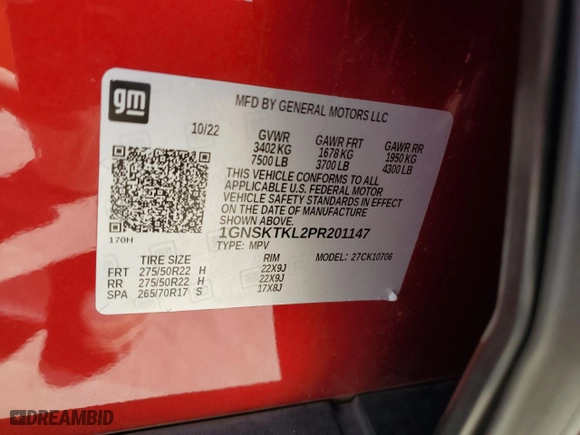 gm
MFD BY GENERAL MOTORS LLC
10/22 GVWR GAWR FRT GAWR RR
3402 KG 1678 KG 1950 KG
7500 LB 3700 LB 4300 LB
THIS VEHICLE CONFORMS TO ALL
APPLICABLE U.S. FEDERAL MOTOR
VEHICLE SAFETY STANDARDS IN EFFECT
ON THE DATE OF MANUFACTURE
SHOWN ABOVE.
170H 1GNSKTKL2PR201147
TYPE: MPV MODEL: 27CK10706
TIRE SIZE RIM
FRT 275/50R22 H 22X9J
RR 275/50R22 H 22X9J
SPA 265/70R17 S 17X8J
DREAMBID